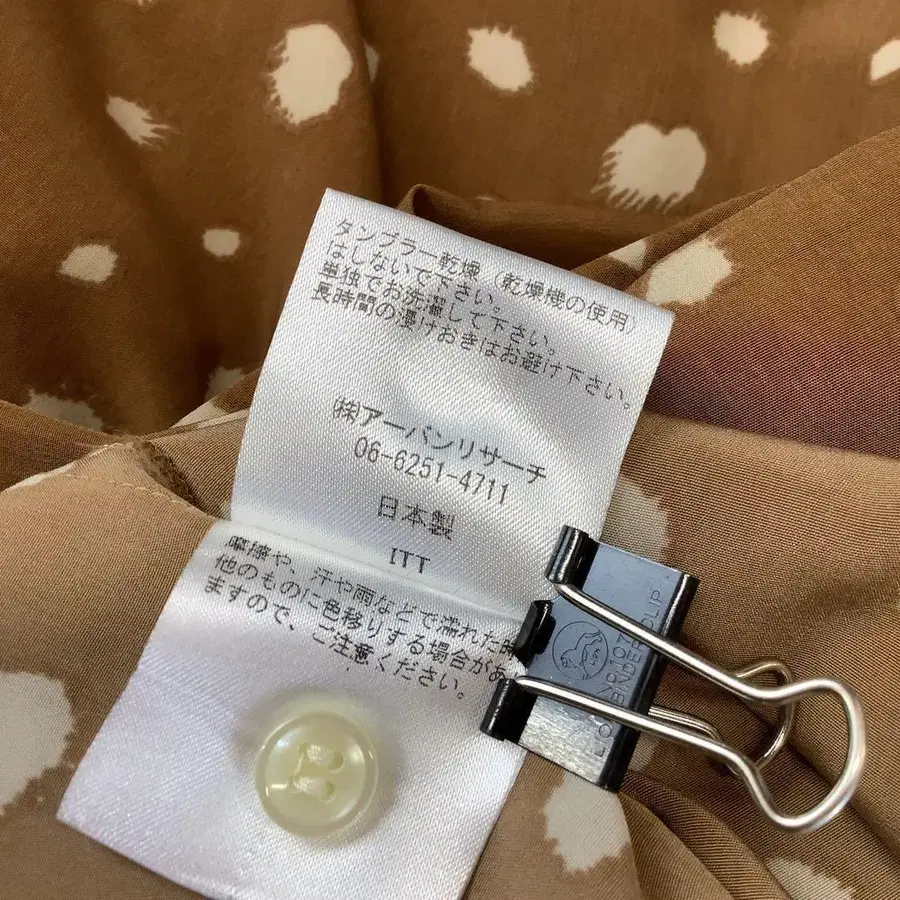 タンブラー乾燥（乾燥機の使用）
はしないで下さい。
単独でお洗濯して下さい。
長時間の浸けおきはお避け下さい。
㈱アーバンリサーチ
06-6251-4711
日本製
ITT
摩擦や、汗や雨などで濡れた時
他のものに色移りする場合があ
ますので、ご注意ください。
107
BINDER CLIP